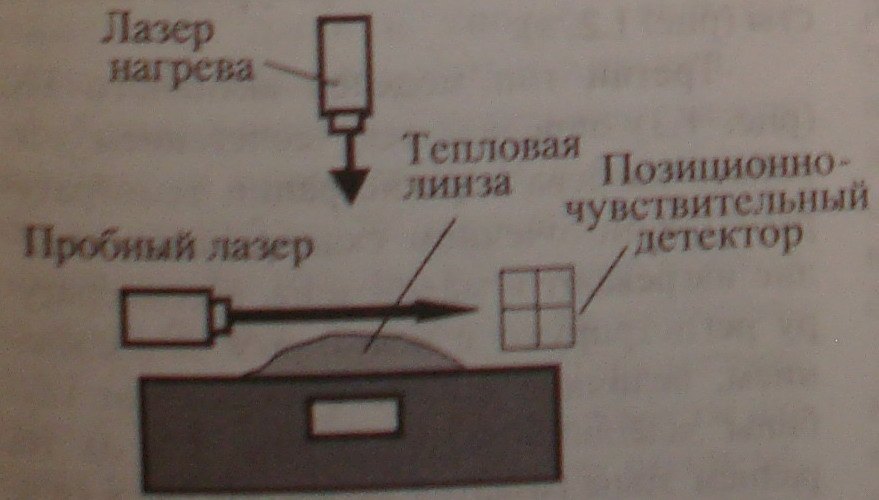 Лазер
нагрева
Тепловая
линза
Позиционно-
чувствительный
детектор
Пробный лазер